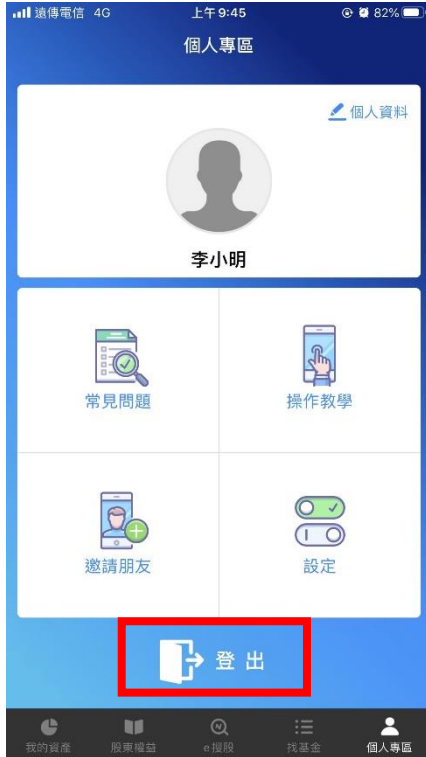 遠傳電信 4G 上午9:45 82%
個人專區
個人資料
李小明
常見問題 操作教學
邀請朋友 設定
登出
我的資產 股東權益 e搜股 找基金 個人專區